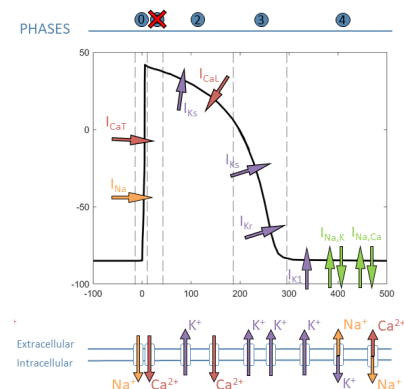 PHASES 0 2 3 4
50
0
-50
-100
-100 0 100 200 300 400 500
I_CaL
I_Ks
I_CaT
I_Ks
I_Na
I_Kr
I_Na,K I_Na,Ca
I_K1
K⁺ K⁺ K⁺ K⁺ Na⁺ Ca²⁺
Extracellular
Intracellular
Na⁺ Ca²⁺ Ca²⁺ K⁺ Na⁺